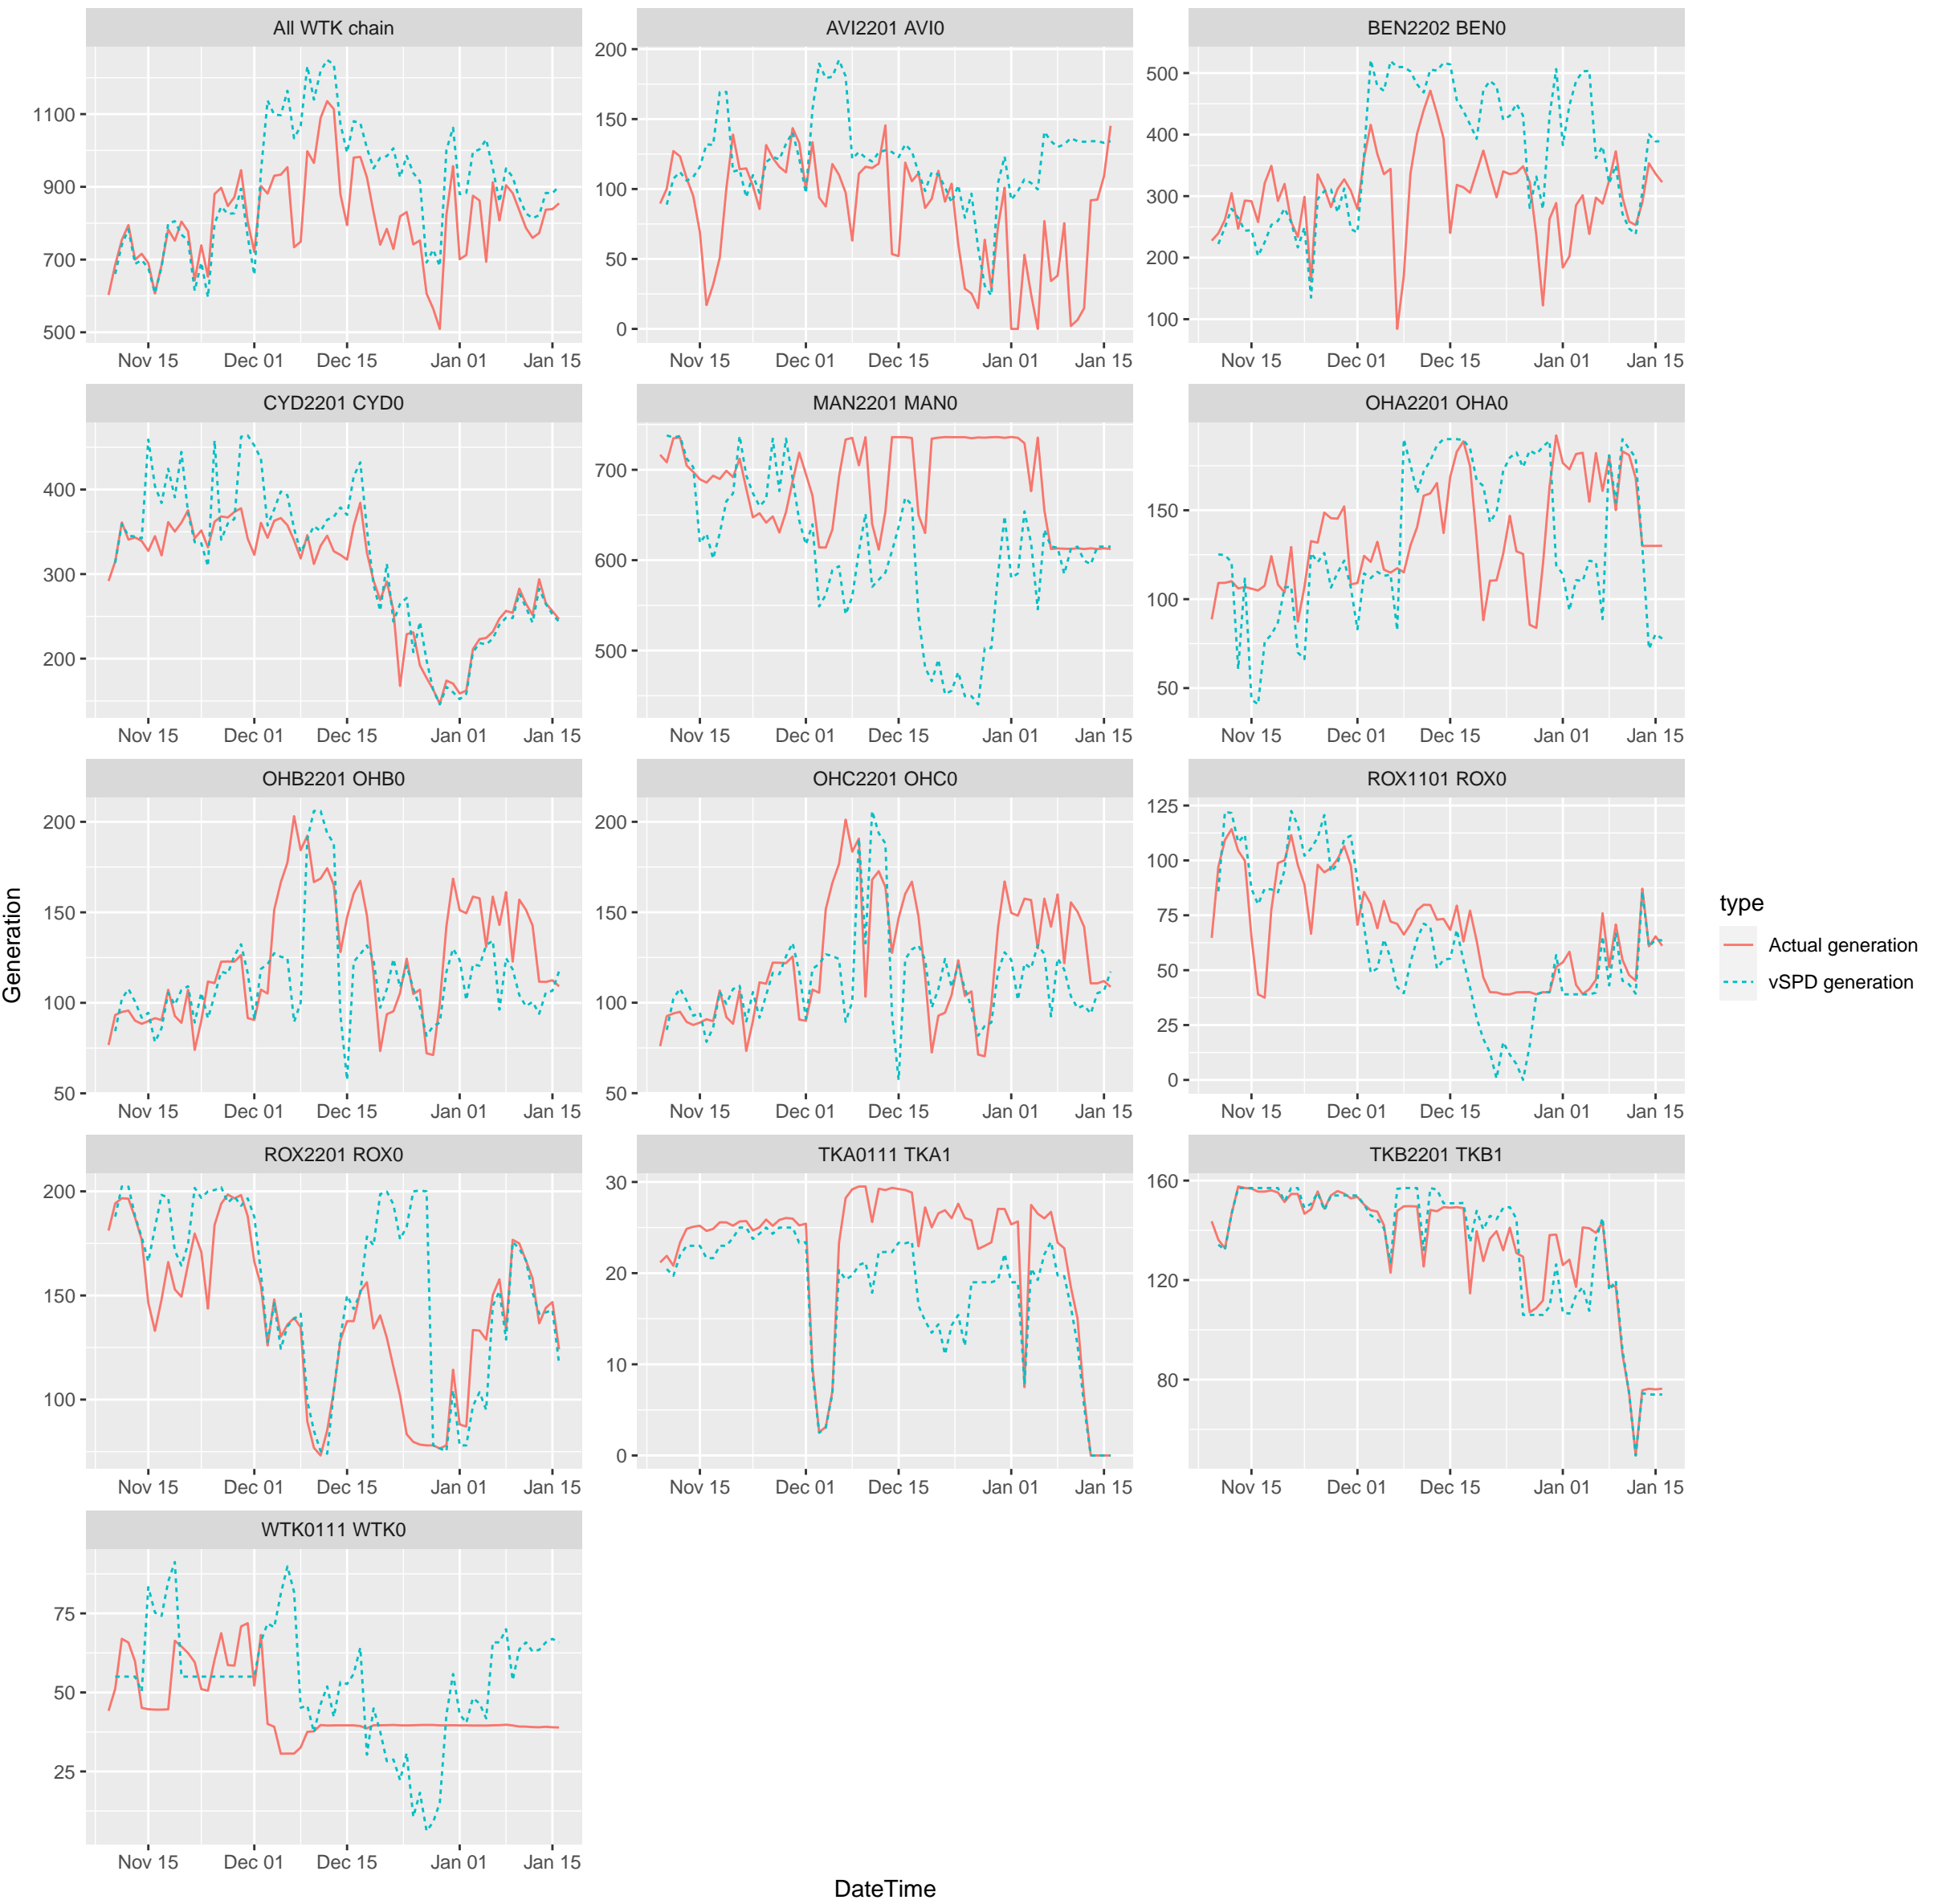 All WTK chain
AVI2201 AVI0
BEN2202 BEN0
1100
900
700
500
200
150
100
50
0
500
400
300
200
100
Nov 15 Dec 01 Dec 15 Jan 01 Jan 15
Nov 15 Dec 01 Dec 15 Jan 01 Jan 15
Nov 15 Dec 01 Dec 15 Jan 01 Jan 15
CYD2201 CYD0
MAN2201 MAN0
OHA2201 OHA0
400
300
200
700
600
500
150
100
50
Nov 15 Dec 01 Dec 15 Jan 01 Jan 15
Nov 15 Dec 01 Dec 15 Jan 01 Jan 15
Nov 15 Dec 01 Dec 15 Jan 01 Jan 15
OHB2201 OHB0
OHC2201 OHC0
ROX1101 ROX0
200
150
100
50
200
150
100
50
125
100
75
50
25
0
Nov 15 Dec 01 Dec 15 Jan 01 Jan 15
Nov 15 Dec 01 Dec 15 Jan 01 Jan 15
Nov 15 Dec 01 Dec 15 Jan 01 Jan 15
ROX2201 ROX0
TKA0111 TKA1
TKB2201 TKB1
200
150
100
30
20
10
0
160
120
80
Nov 15 Dec 01 Dec 15 Jan 01 Jan 15
Nov 15 Dec 01 Dec 15 Jan 01 Jan 15
Nov 15 Dec 01 Dec 15 Jan 01 Jan 15
WTK0111 WTK0
75
50
25
Nov 15 Dec 01 Dec 15 Jan 01 Jan 15
Generation
DateTime
type
Actual generation
vSPD generation